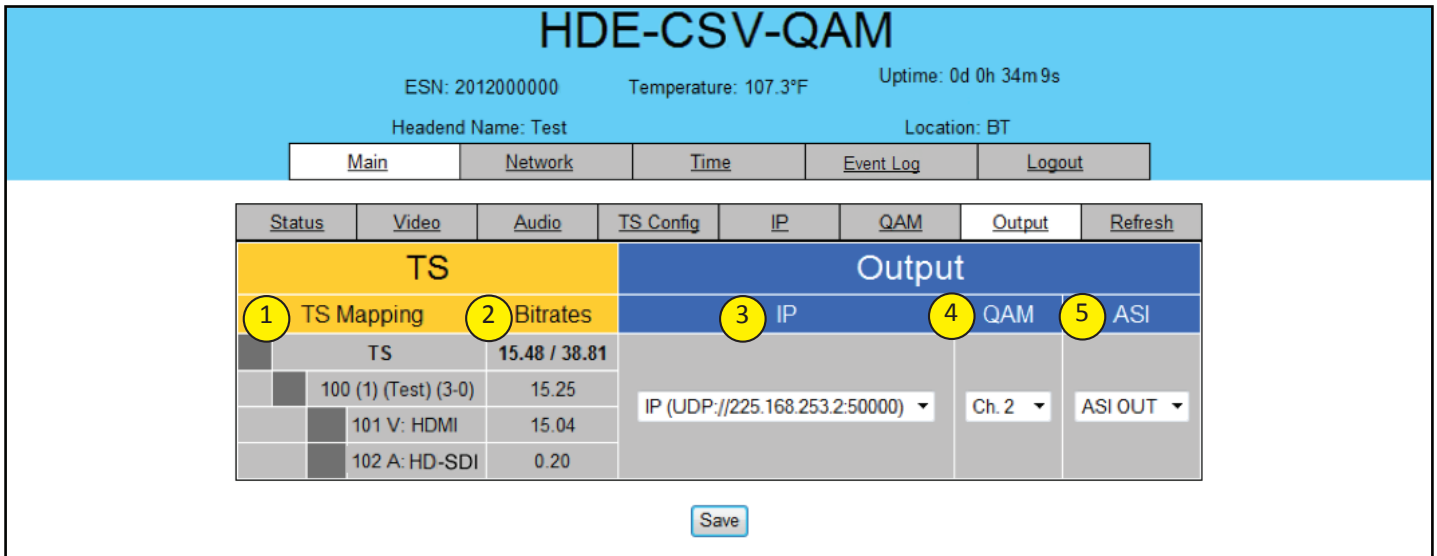 HDE-CSV-QAM
ESN: 2012000000 Temperature: 107.3°F Uptime: 0d 0h 34m 9s
Headend Name: Test Location: BT
Main Network Time Event Log Logout
Status Video Audio TS Config IP QAM Output Refresh
TS Output
1 TS Mapping 2 Bitrates 3 IP 4 QAM 5 ASI
TS 15.48 / 38.81
100 (1) (Test) (3-0) 15.25
IP (UDP://225.168.253.2:50000) Ch. 2 ASI OUT
101 V: HDMI 15.04
102 A: HD-SDI 0.20
Save